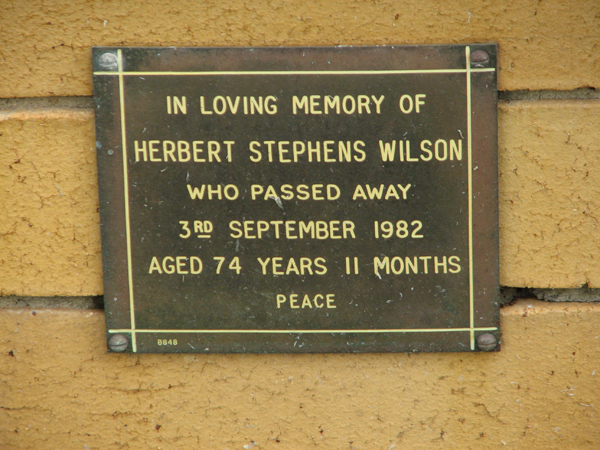 IN LOVING MEMORY OF
HERBERT STEPHENS WILSON
WHO PASSED AWAY
3RD SEPTEMBER 1982
AGED 74 YEARS 11 MONTHS
PEACE
8848